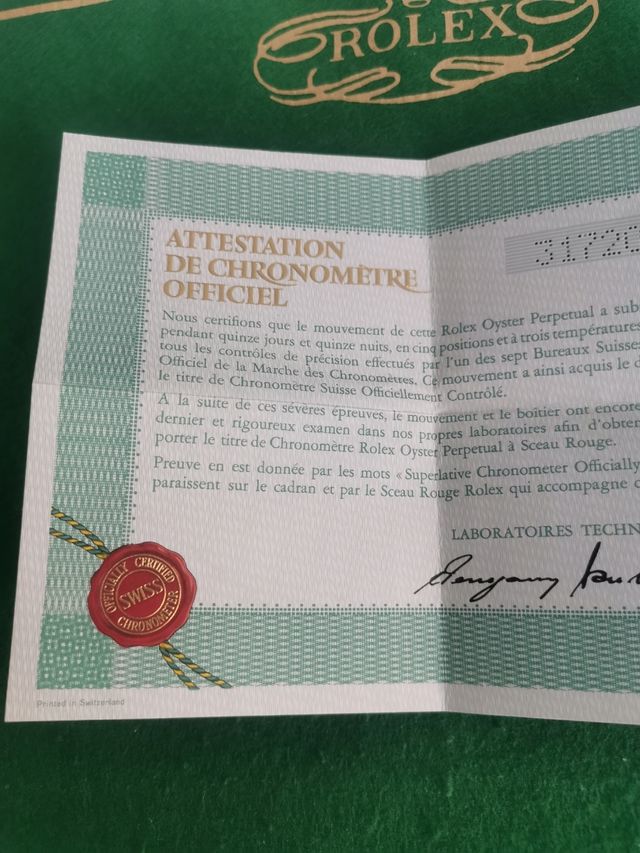 ROLEX
31720
ATTESTATION
DE CHRONOMÈTRE
OFFICIEL
Nous certifions que le mouvement de cette Rolex Oyster Perpetual a sub
pendant quinze jours et quinze nuits, en cinq positions et à trois températures
tous les contrôles de précision effectués par l'un des sept Bureaux Suisse
Officiel de la Marche des Chronomètres. Ce mouvement a ainsi acquis le d
le titre de Chronomètre Suisse Officiellement Contrôlé.
A la suite de ces sévères épreuves, le mouvement et le boîtier ont encore
dernier et rigoureux examen dans nos propres laboratoires afin d'obten
porter le titre de Chronomètre Rolex Oyster Perpetual à Sceau Rouge.
Preuve en est donnée par les mots «Superlative Chronometer Officially
paraissent sur le cadran et par le Sceau Rouge Rolex qui accompagne c
LABORATOIRES TECHN
OFFICIALLY CERTIFIED
SWISS
CHRONOMETER
Printed in Switzerland